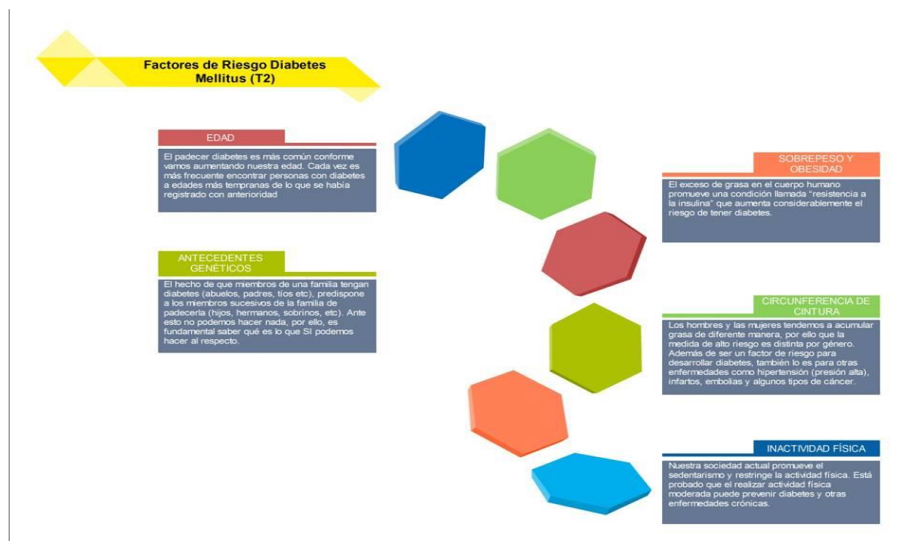 Factores de Riesgo Diabetes
Mellitus (T2)
EDAD
El padecer diabetes es más común conforme
vamos aumentando nuestra edad. Cada vez es
más frecuente encontrar personas con diabetes
a edades más tempranas de lo que se había
registrado con anterioridad
ANTECEDENTES
GENÉTICOS
El hecho de que miembros de una familia tengan
diabetes (abuelos, padres, tíos etc), predispone
a los miembros sucesivos de la familia de
padecerla (hijos, hermanos, sobrinos, etc). Ante
esto no podemos hacer nada, por ello, es
fundamental saber qué es lo que SÍ podemos
hacer al respecto.
SOBREPESO Y
OBESIDAD
El exceso de grasa en el cuerpo humano
promueve una condición llamada “resistencia a
la insulina” que aumenta considerablemente el
riesgo de tener diabetes.
CIRCUNFERENCIA DE
CINTURA
Los hombres y las mujeres tendemos a acumular
grasa de diferente manera, por ello que la
medida de alto riesgo es distinta por género.
Además de ser un factor de riesgo para
desarrollar diabetes, también lo es para otras
enfermedades como hipertensión (presión alta),
infartos, embolias y algunos tipos de cáncer.
INACTIVIDAD FÍSICA
Nuestra sociedad actual promueve el
sedentarismo y restringe la actividad física. Está
probado que el realizar actividad física
moderada puede prevenir diabetes y otras
enfermedades crónicas.